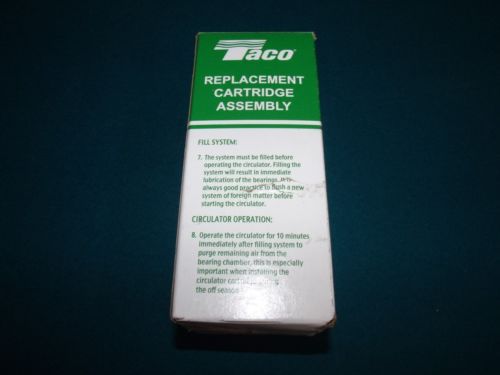 Taco
REPLACEMENT
CARTRIDGE
ASSEMBLY
FILL SYSTEM:
7. The system must be filled before
operating the circulator. Filling the
system will result in immediate
lubrication of the bearings. It is
always good practice to flush a new
system of foreign matter before
starting the circulator.
CIRCULATOR OPERATION:
8. Operate the circulator for 10 minutes
immediately after filling system to
purge remaining air from the
bearing chamber, this is especially
important when installing the
circulator
the off season